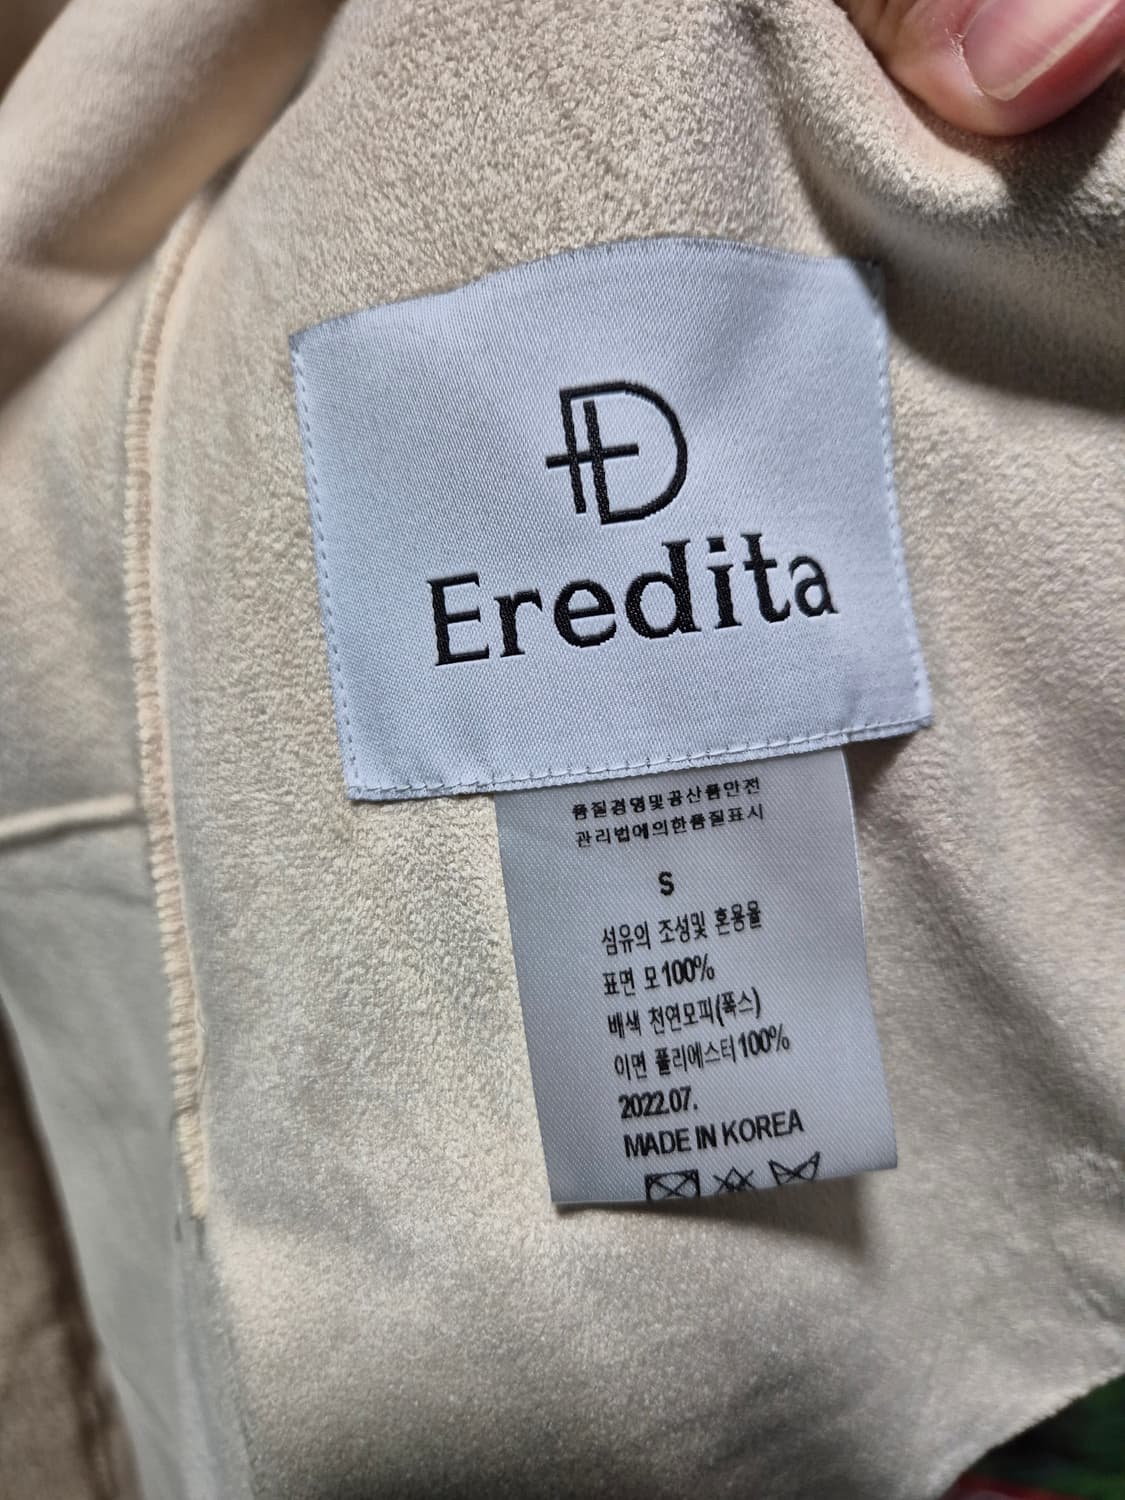 Eredita
품질경영및공산품안전
관리법에의한품질표시
S
섬유의 조성및 혼용율
표면 모100%
배색 천연모피(폭스)
이면 폴리에스터100%
2022.07.
MADE IN KOREA